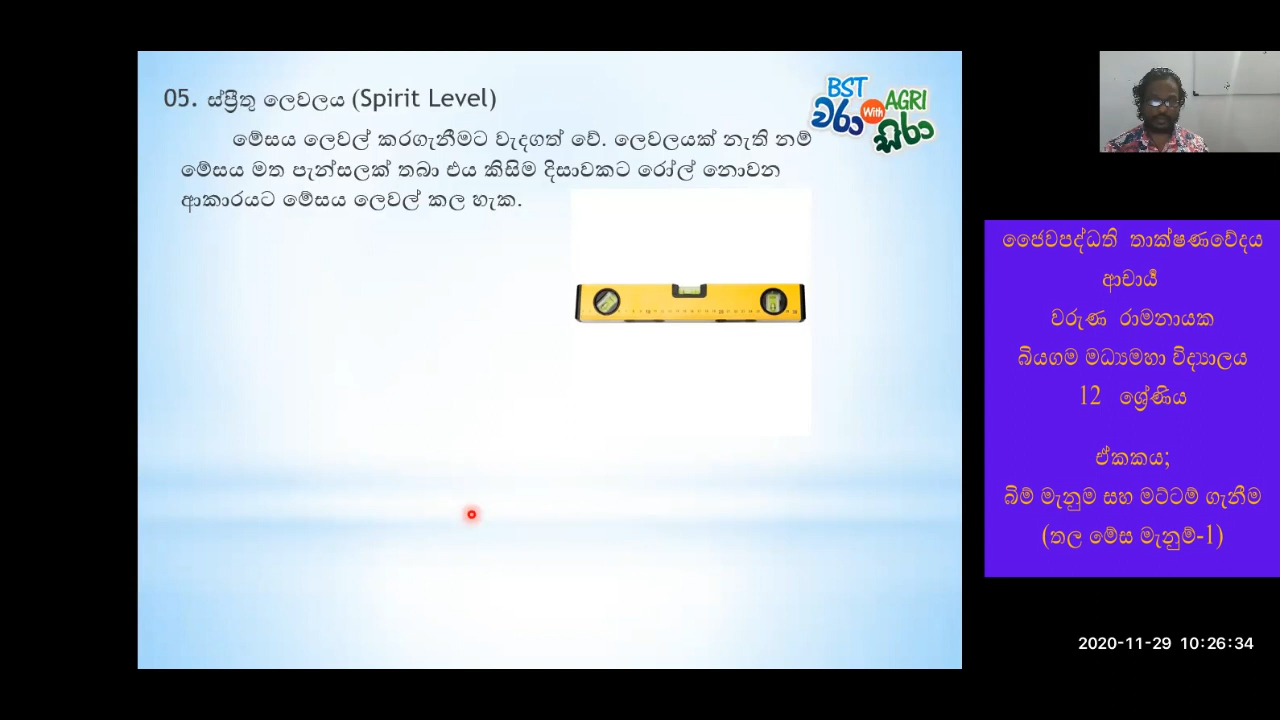 05. ස්ප්‍රීතු ලෙවලය (Spirit Level)
මේසය ලෙවල් කරගැනීමට වැදගත් වේ. ලෙවලයක් නැති නම්
මේසය මත පැන්සලක් තබා එය කිසිම දිසාවකට රෝල් නොවන
ආකාරයට මේසය ලෙවල් කල හැක.
BST
වරා With AGRI
සිරා
ජෛවපද්ධති තාක්ෂණවේදය
ආචාර්ය
වරුණ රාමනායක
බියගම මධ්‍යමහා විද්‍යාලය
12 ශ්‍රේණිය
ඒකකය;
බිම් මැනුම සහ මට්ටම් ගැනීම
(තල මේස මැනුම්-1)
2020-11-29 10:26:34